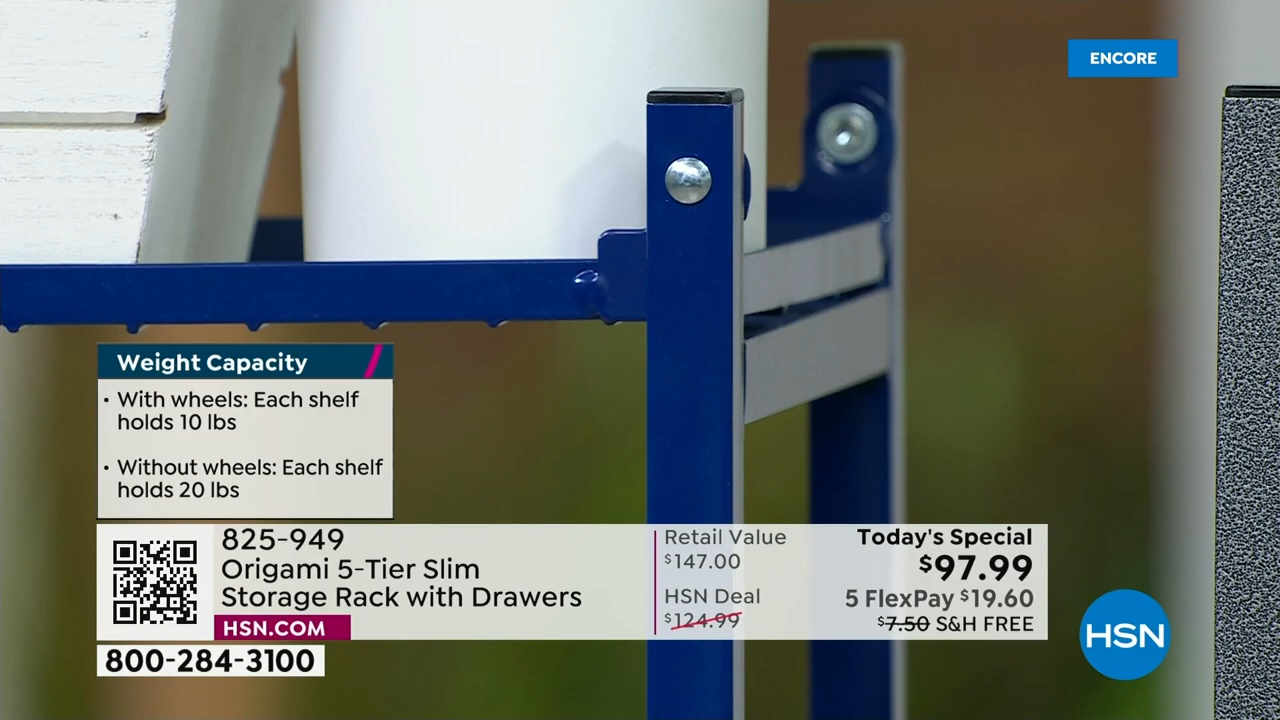 ENCORE
Weight Capacity
• With wheels: Each shelf
holds 10 lbs
• Without wheels: Each shelf
holds 20 lbs
825-949
Origami 5-Tier Slim
Storage Rack with Drawers
HSN.COM
800-284-3100
Retail Value
$147.00
HSN Deal
$124.99
Today's Special
$97.99
5 FlexPay $19.60
$7.50 S&H FREE
HSN